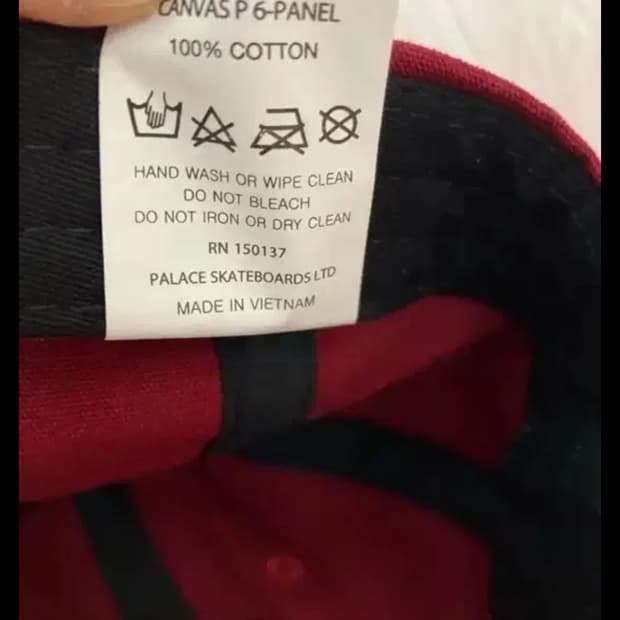 CANVAS P 6-PANEL
100% COTTON
HAND WASH OR WIPE CLEAN
DO NOT BLEACH
DO NOT IRON OR DRY CLEAN
RN 150137
PALACE SKATEBOARDS LTD
MADE IN VIETNAM